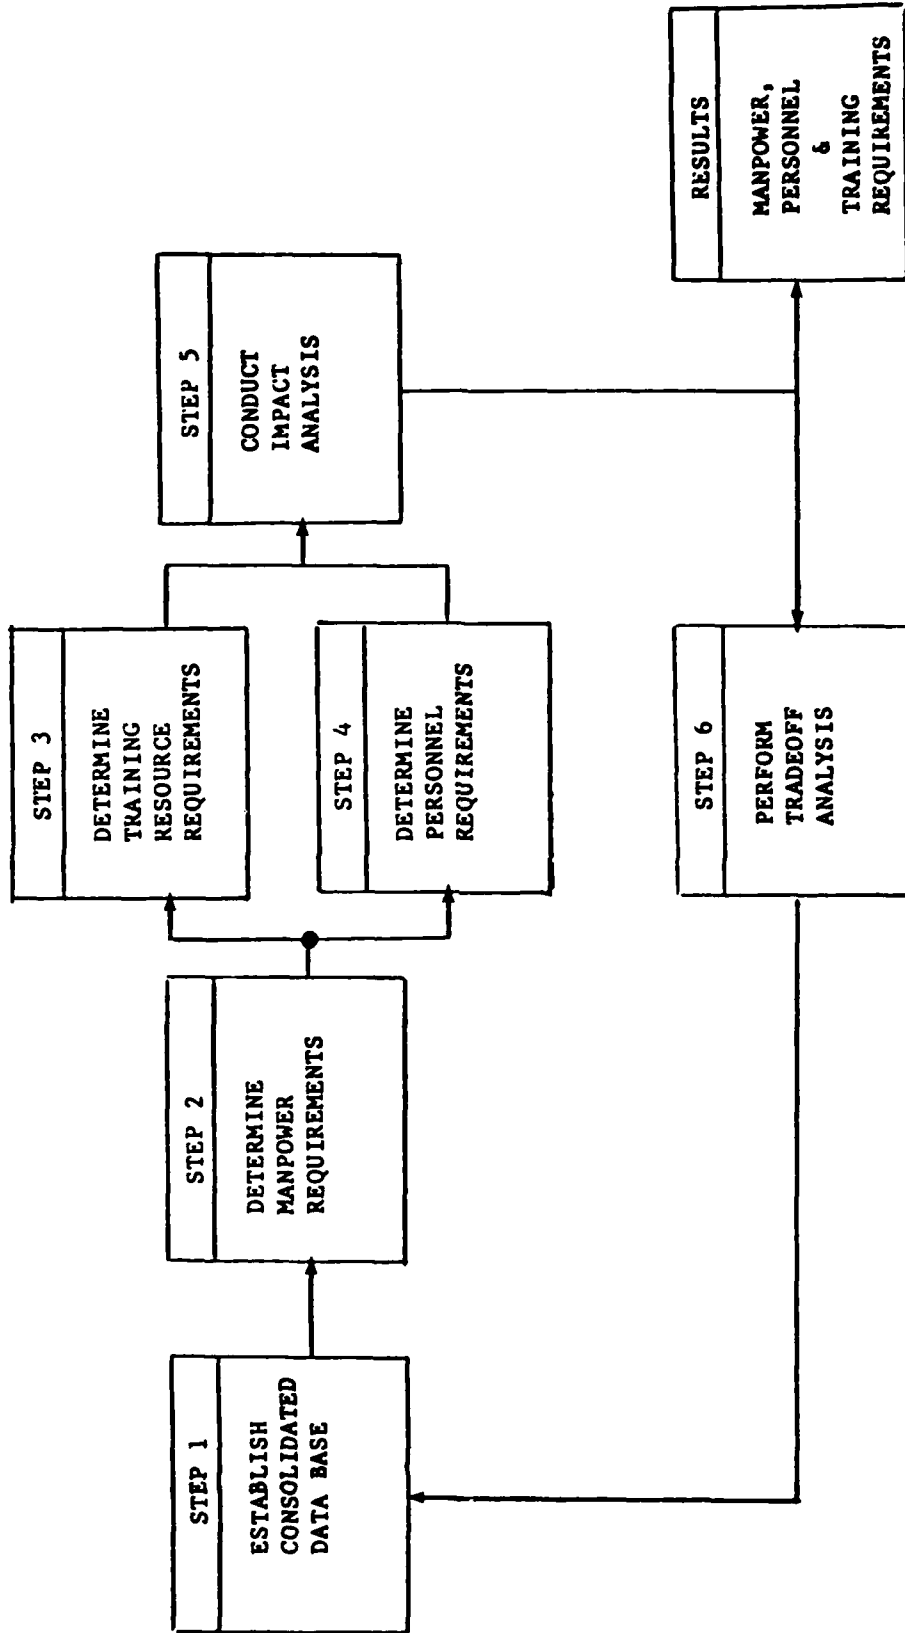 STEP 1
ESTABLISH
CONSOLIDATED
DATA BASE
STEP 2
DETERMINE
MANPOWER
REQUIREMENTS
STEP 3
DETERMINE
TRAINING
RESOURCE
REQUIREMENTS
STEP 4
DETERMINE
PERSONNEL
REQUIREMENTS
STEP 5
CONDUCT
IMPACT
ANALYSIS
STEP 6
PERFORM
TRADEOFF
ANALYSIS
RESULTS
MANPOWER,
PERSONNEL
&
TRAINING
REQUIREMENTS